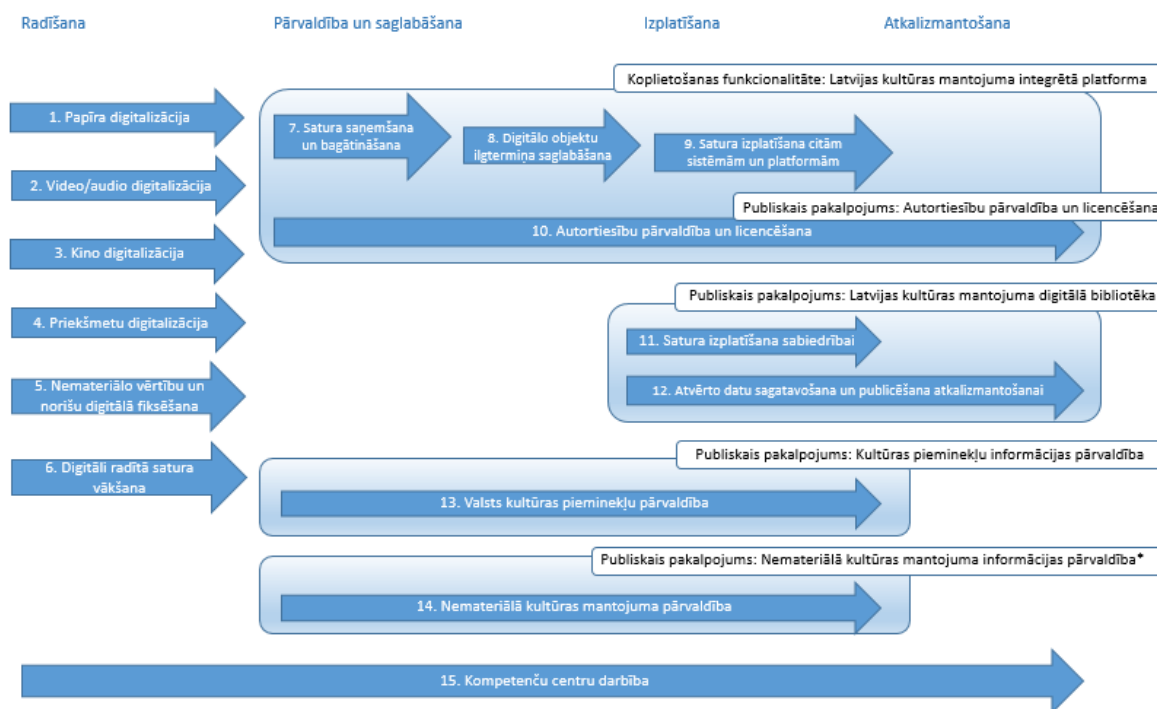 Radīšana
Pārvaldība un saglabāšana
Izplatīšana
Atkalizmantošana
Koplietošanas funkcionalitāte: Latvijas kultūras mantojuma integrētā platforma
1. Papīra digitalizācija
2. Video/audio digitalizācija
3. Kino digitalizācija
4. Priekšmetu digitalizācija
5. Nemateriālo vērtību un
norišu digitālā fiksēšana
6. Digitāli radītā satura
vākšana
7. Satura saņemšana
un bagātināšana
8. Digitālo objektu
ilgtermiņa saglabāšana
9. Satura izplatīšana citām
sistēmām un platformām
Publiskais pakalpojums: Autortiesību pārvaldība un licencēšana
10. Autortiesību pārvaldība un licencēšana
Publiskais pakalpojums: Latvijas kultūras mantojuma digitālā bibliotēka
11. Satura izplatīšana sabiedrībai
12. Atvērto datu sagatavošana un publicēšana atkalizmantošanai
Publiskais pakalpojums: Kultūras pieminekļu informācijas pārvaldība
13. Valsts kultūras pieminekļu pārvaldība
Publiskais pakalpojums: Nemateriālā kultūras mantojuma informācijas pārvaldība*
14. Nemateriālā kultūras mantojuma pārvaldība
15. Kompetenču centru darbība